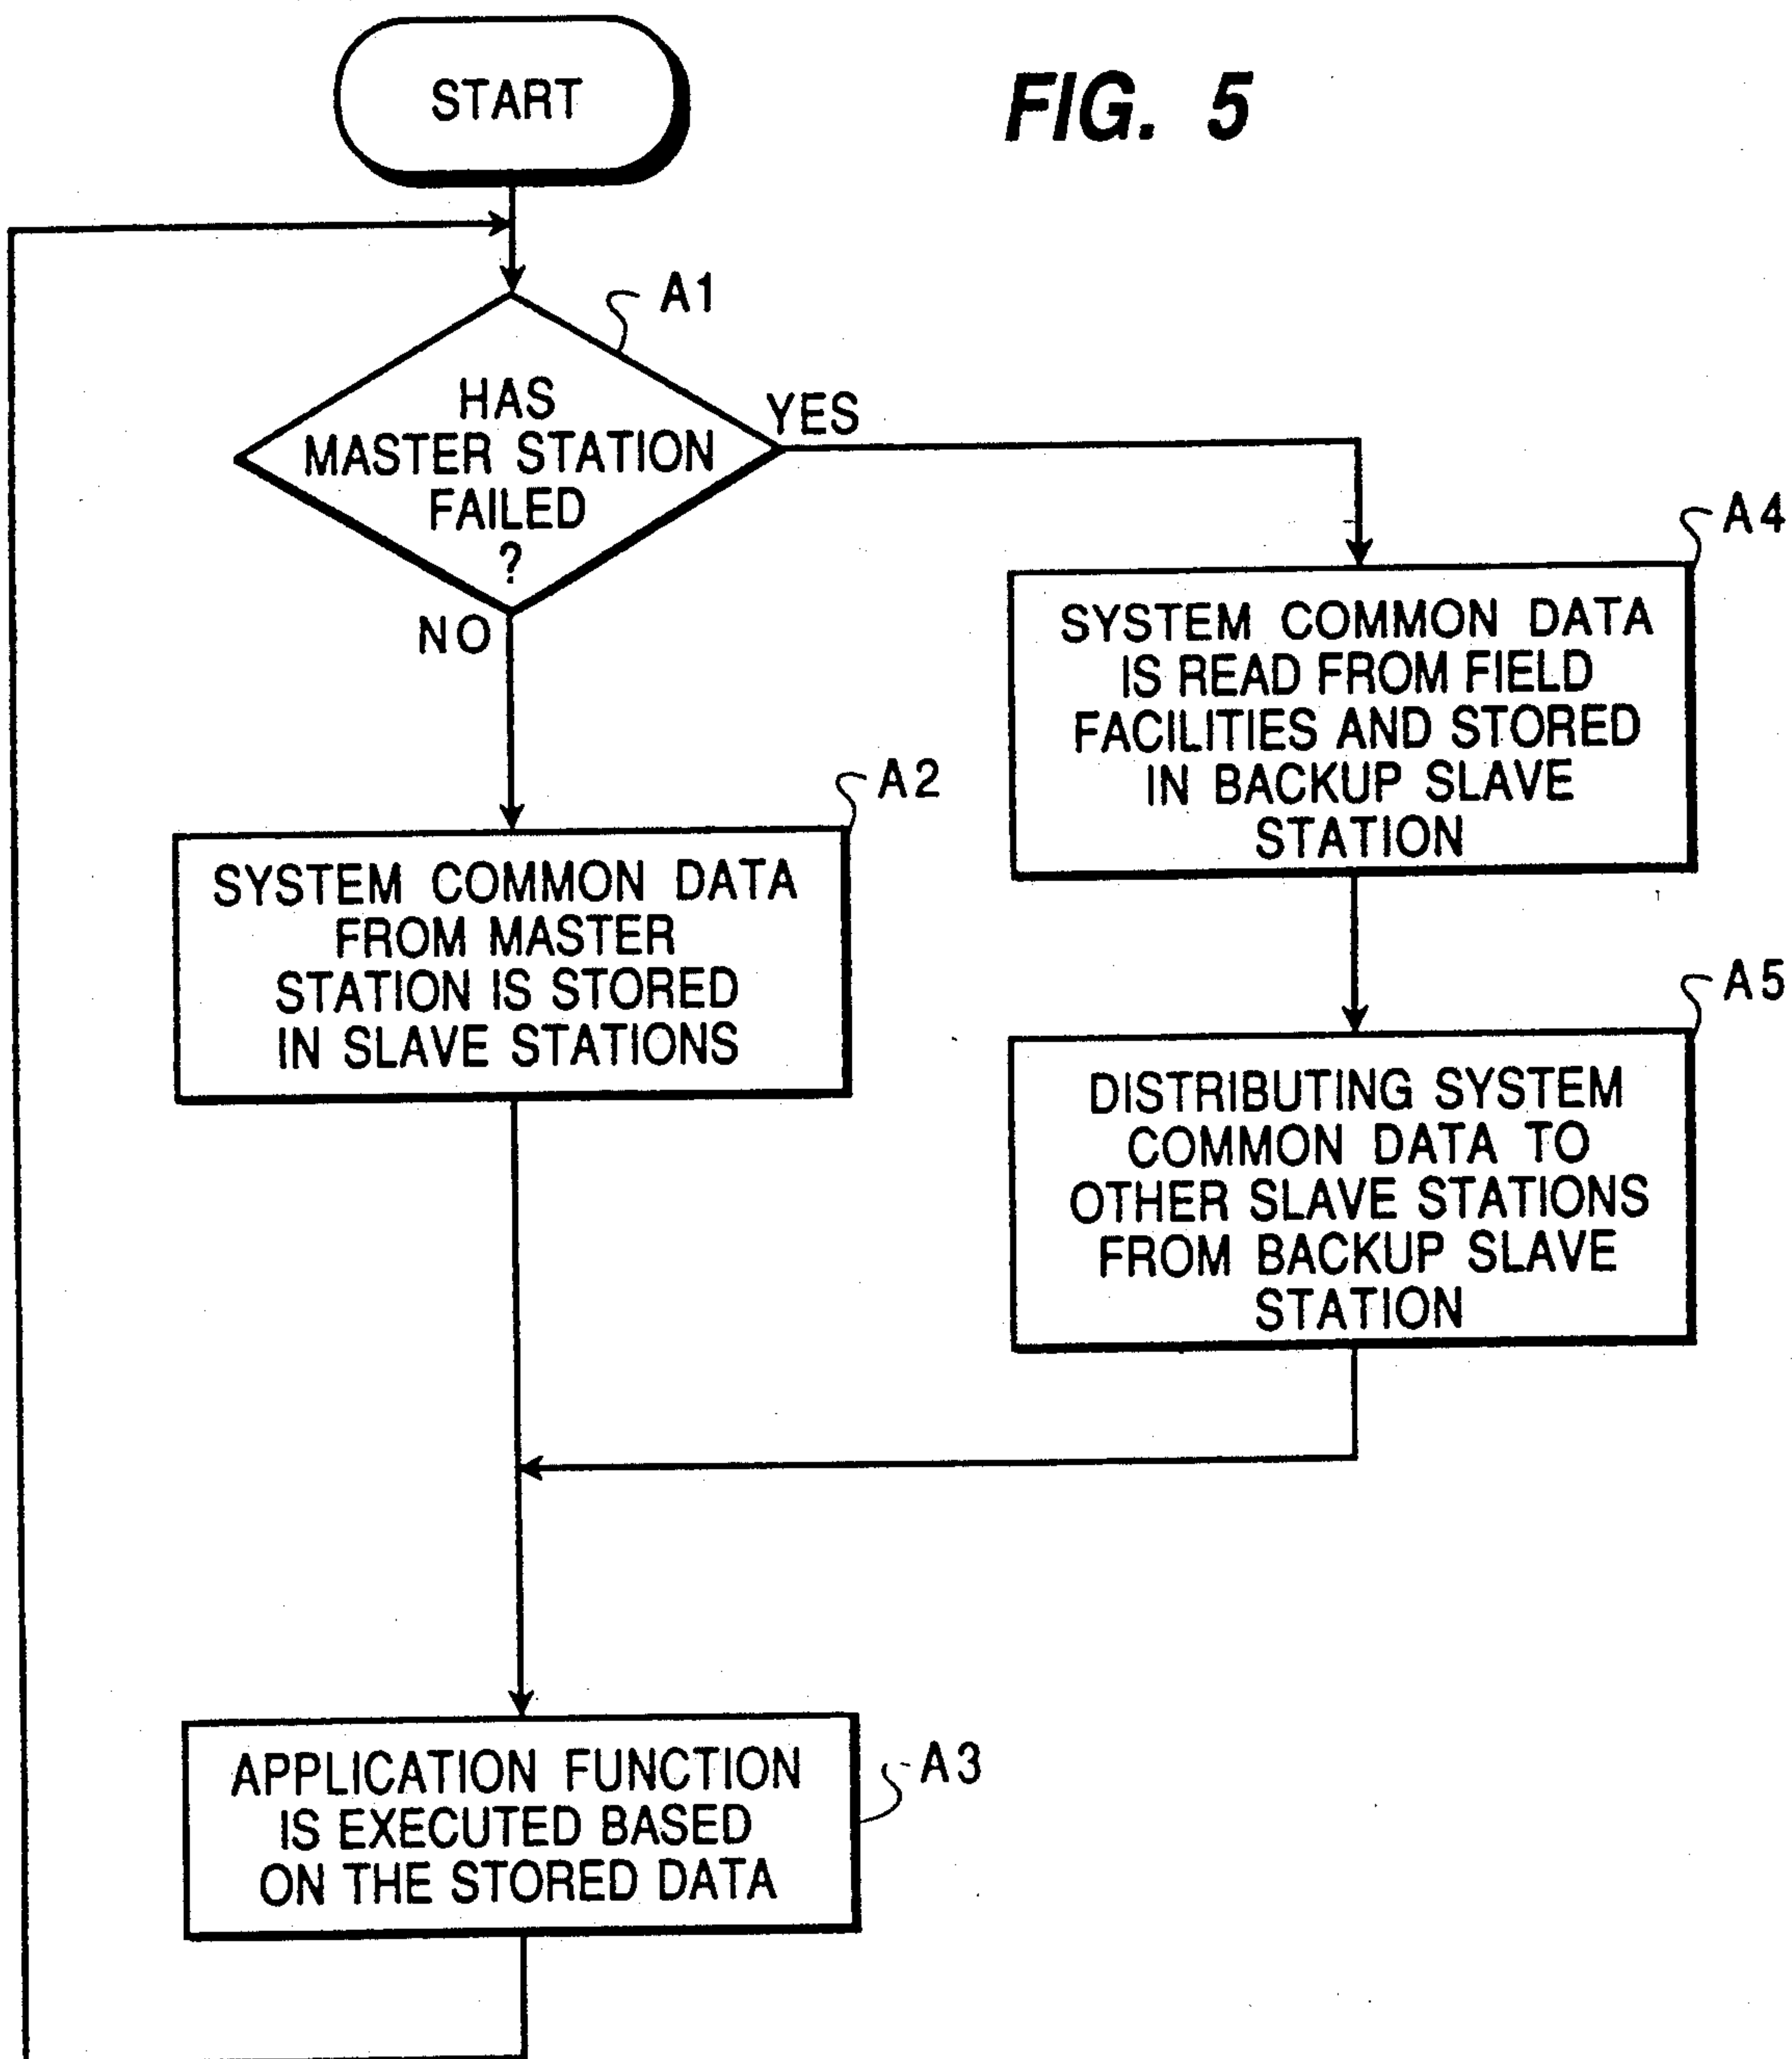 START
FIG. 5
A1
HAS
MASTER STATION
FAILED
?
YES
NO
A4
SYSTEM COMMON DATA
IS READ FROM FIELD
FACILITIES AND STORED
IN BACKUP SLAVE
STATION
A2
SYSTEM COMMON DATA
FROM MASTER
STATION IS STORED
IN SLAVE STATIONS
A5
DISTRIBUTING SYSTEM
COMMON DATA TO
OTHER SLAVE STATIONS
FROM BACKUP SLAVE
STATION
A3
APPLICATION FUNCTION
IS EXECUTED BASED
ON THE STORED DATA